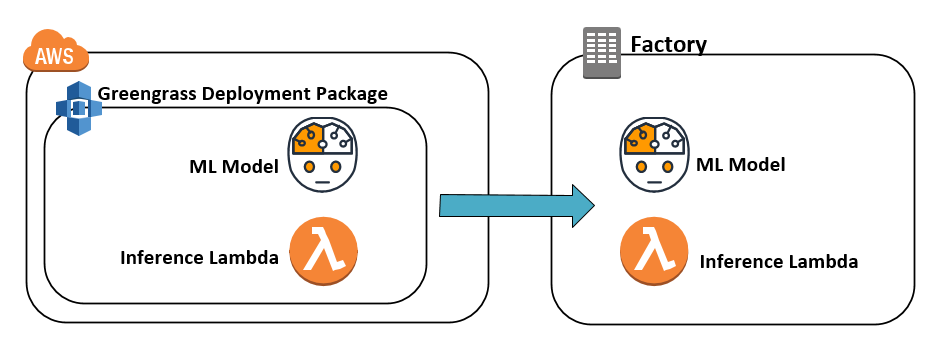 AWS
Greengrass Deployment Package
ML Model
Inference Lambda
Factory
ML Model
Inference Lambda